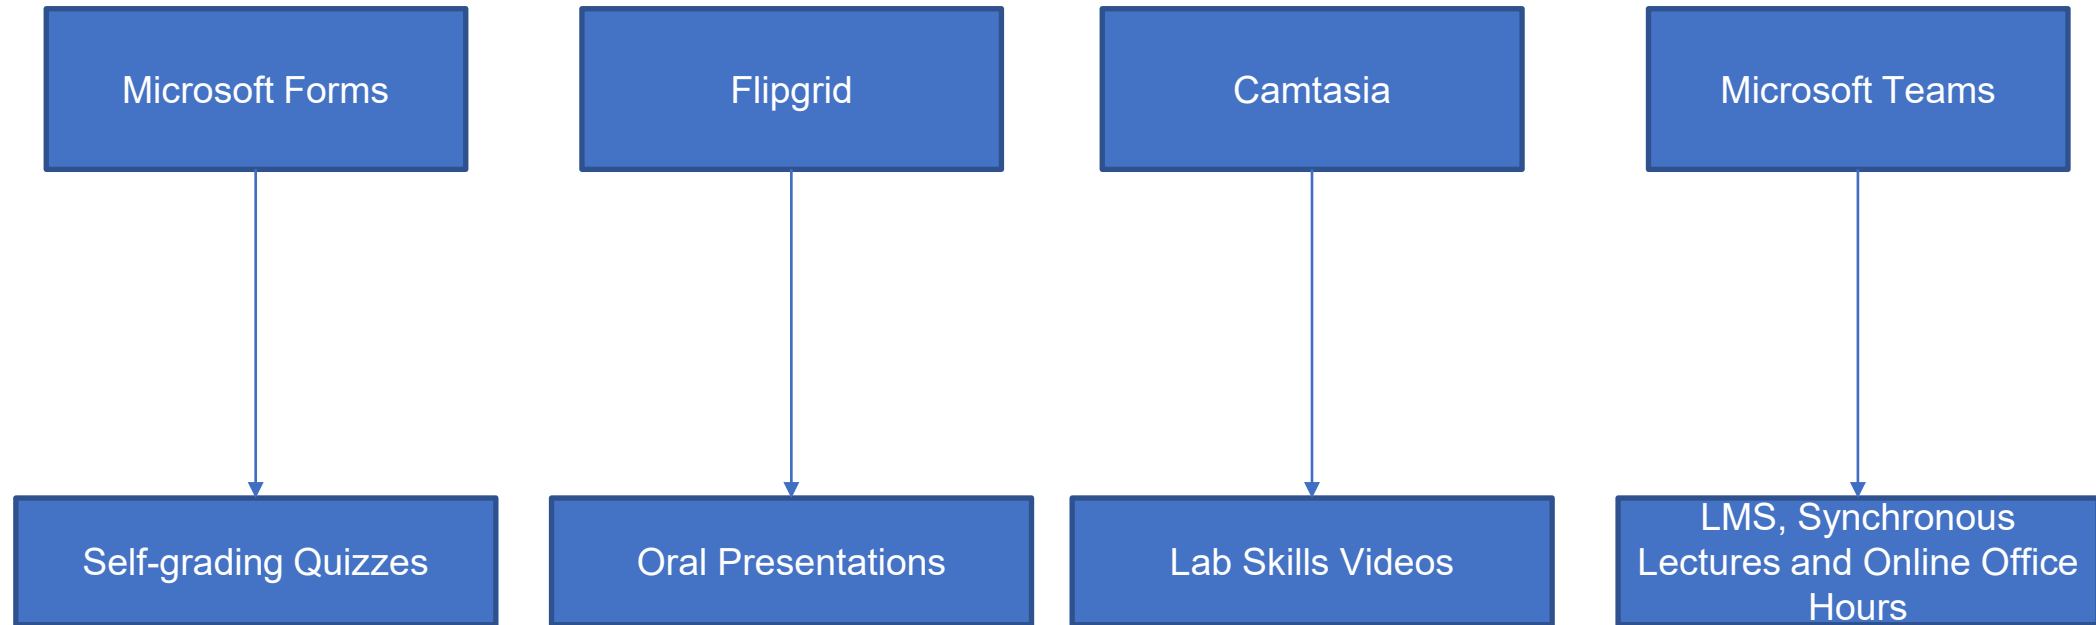 Microsoft Forms
Flipgrid
Camtasia
Microsoft Teams
Self-grading Quizzes
Oral Presentations
Lab Skills Videos
LMS, Synchronous
Lectures and Online Office
Hours